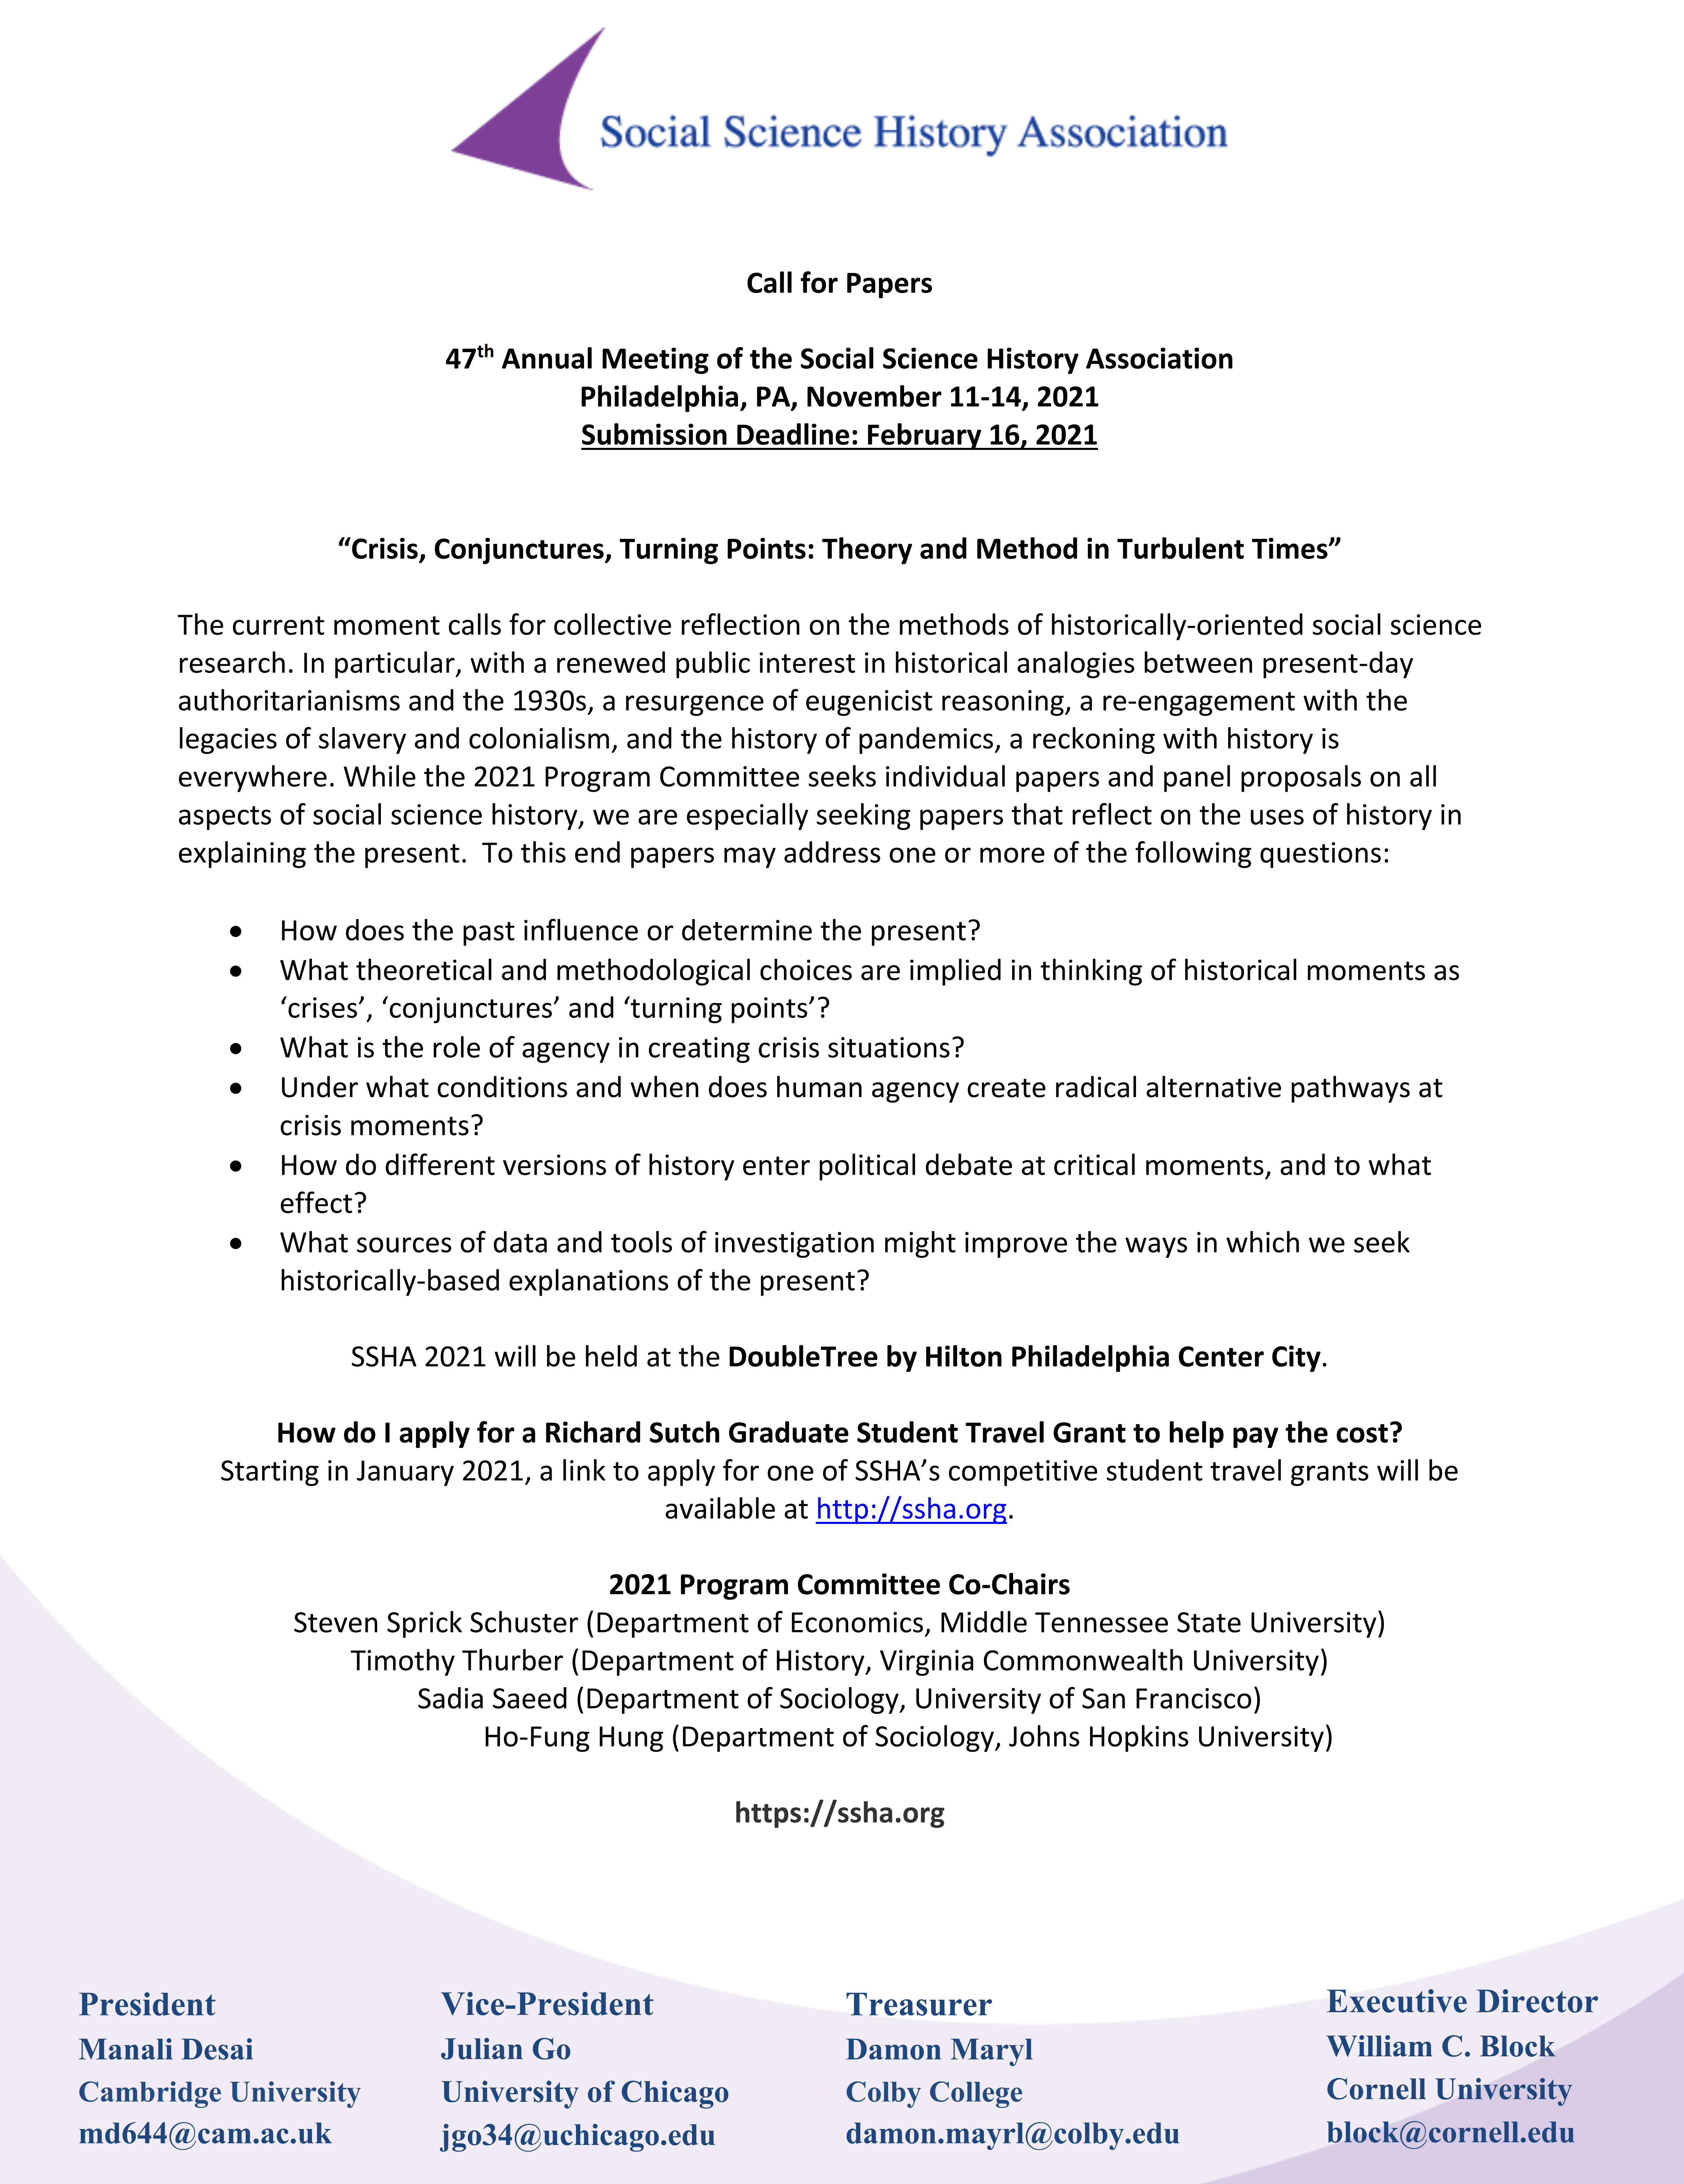 Social Science History Association
Call for Papers
47th Annual Meeting of the Social Science History Association
Philadelphia, PA, November 11-14, 2021
Submission Deadline: February 16, 2021
“Crisis, Conjunctures, Turning Points: Theory and Method in Turbulent Times”
The current moment calls for collective reflection on the methods of historically-oriented social science
research. In particular, with a renewed public interest in historical analogies between present-day
authoritarianisms and the 1930s, a resurgence of eugenicist reasoning, a re-engagement with the
legacies of slavery and colonialism, and the history of pandemics, a reckoning with history is
everywhere. While the 2021 Program Committee seeks individual papers and panel proposals on all
aspects of social science history, we are especially seeking papers that reflect on the uses of history in
explaining the present.  To this end papers may address one or more of the following questions:
• How does the past influence or determine the present?
• What theoretical and methodological choices are implied in thinking of historical moments as
‘crises’, ‘conjunctures’ and ‘turning points’?
• What is the role of agency in creating crisis situations?
• Under what conditions and when does human agency create radical alternative pathways at
crisis moments?
• How do different versions of history enter political debate at critical moments, and to what
effect?
• What sources of data and tools of investigation might improve the ways in which we seek
historically-based explanations of the present?
SSHA 2021 will be held at the DoubleTree by Hilton Philadelphia Center City.
How do I apply for a Richard Sutch Graduate Student Travel Grant to help pay the cost?
Starting in January 2021, a link to apply for one of SSHA’s competitive student travel grants will be
available at http://ssha.org.
2021 Program Committee Co-Chairs
Steven Sprick Schuster (Department of Economics, Middle Tennessee State University)
Timothy Thurber (Department of History, Virginia Commonwealth University)
Sadia Saeed (Department of Sociology, University of San Francisco)
Ho-Fung Hung (Department of Sociology, Johns Hopkins University)
https://ssha.org
President
Manali Desai
Cambridge University
md644@cam.ac.uk
Vice-President
Julian Go
University of Chicago
jgo34@uchicago.edu
Treasurer
Damon Maryl
Colby College
damon.mayrl@colby.edu
Executive Director
William C. Block
Cornell University
block@cornell.edu